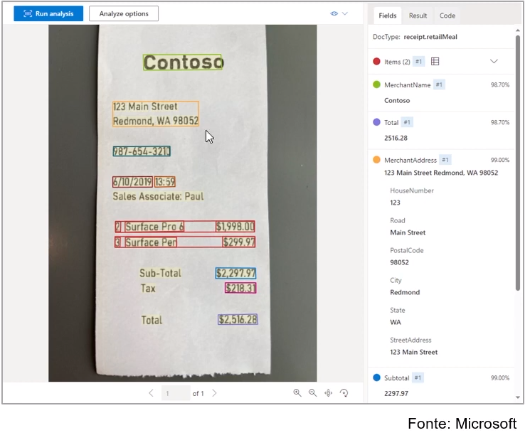 Run analysis
Analyze options
Contoso
123 Main Street
Redmond, WA 98052
987-654-3210
6/10/2019 13:59
Sales Associate: Paul
2 Surface Pro 6 $1,998.00
3 Surface Pen $299.97
Sub-Total $2,297.97
Tax $218.31
Total $2,516.28
1 of 1
Fields Result Code
DocType: receipt.retailMeal
Items (2) #1
MerchantName #1 98.70%
Contoso
Total #1 98.70%
2516.28
MerchantAddress #1 99.00%
123 Main Street Redmond, WA 98052
HouseNumber
123
Road
Main Street
PostalCode
98052
City
Redmond
State
WA
StreetAddress
123 Main Street
Subtotal #1 99.00%
2297.97
Fonte: Microsoft